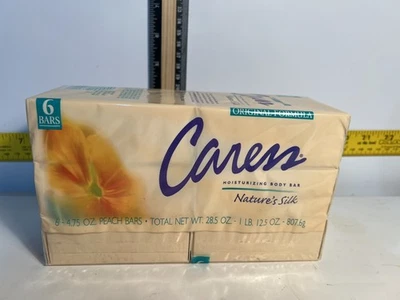 6
BARS
ORIGINAL FORMULA
Caress
MOISTURIZING BODY BAR
Nature's Silk
6 - 4.75 OZ. PEACH BARS • TOTAL NET WT. 28.5 OZ. - 1 LB. 12.5 OZ. - 807.6g